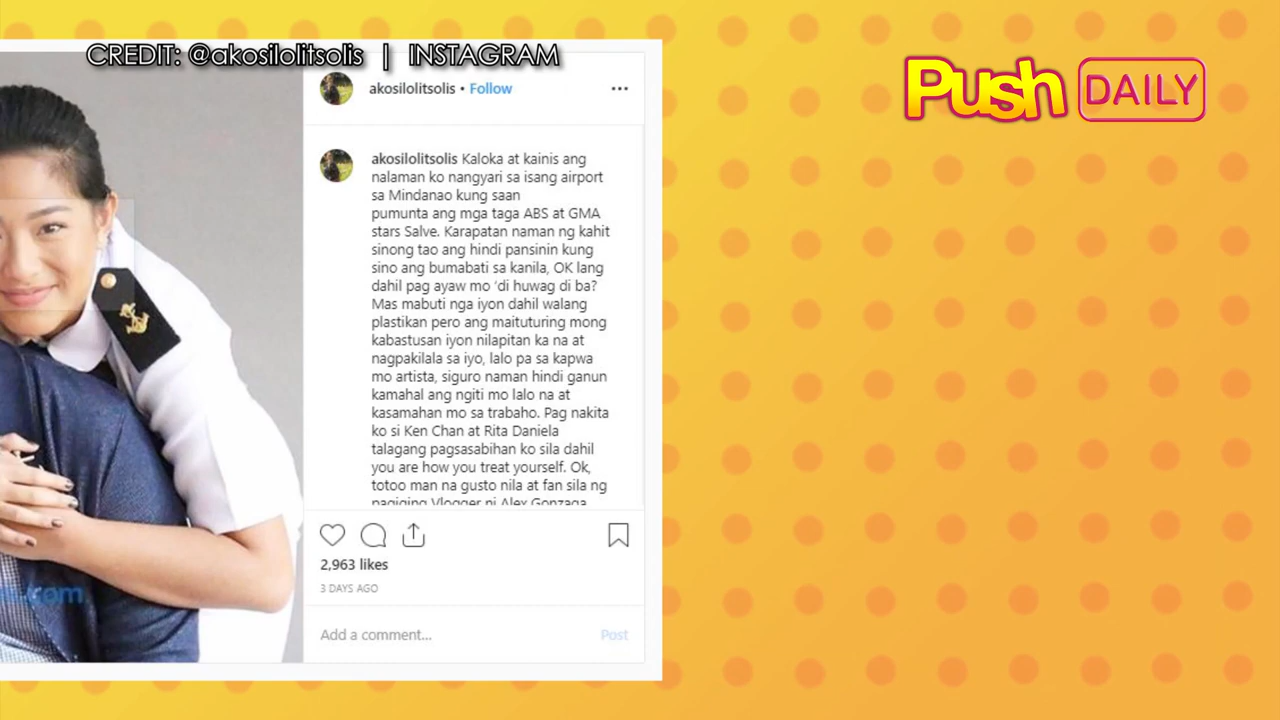 CREDIT: @akosilolitsolis | INSTAGRAM
Push DAILY
akosilolitsolis • Follow
akosilolitsolis Kaloka at kainis ang
nalaman ko nangyari sa isang airport
sa Mindanao kung saan
pumunta ang mga taga ABS at GMA
stars Salve. Karapatan naman ng kahit
sinong tao ang hindi pansinin kung
sino ang bumabati sa kanila, OK lang
dahil pag ayaw mo ‘di huwag di ba?
Mas mabuti nga iyon dahil walang
plastikan pero ang maituturing mong
kabastusan iyon nilapitan ka na at
nagpakilala sa iyo, lalo pa sa kapwa
mo artista, siguro naman hindi ganun
kamahal ang ngiti mo lalo na at
kasamahan mo sa trabaho. Pag nakita
ko si Ken Chan at Rita Daniela
talagang pagsasabihan ko sila dahil
you are how you treat yourself. Ok,
totoo man na gusto nila at fan sila ng
pagiging Vlogger ni Alex Gonzaga
.com
2,963 likes
3 DAYS AGO
Add a comment...
Post